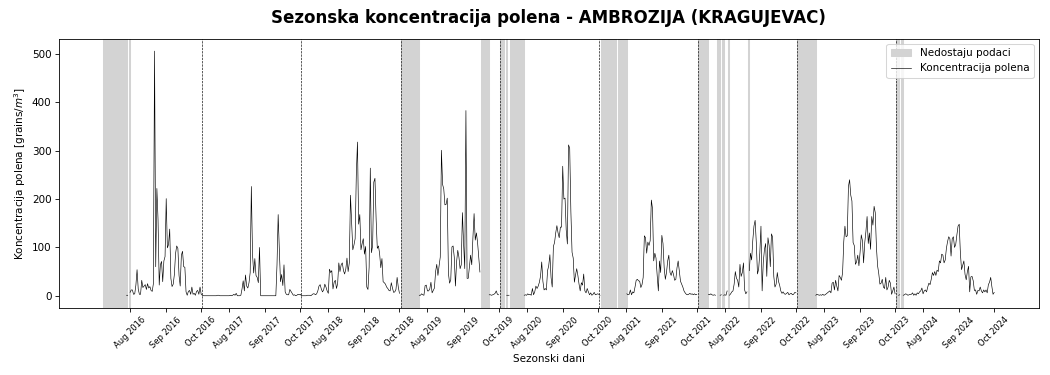 Sezonska koncentracija polena - AMBROZIJA (KRAGUJEVAC)
Nedostaju podaci
Koncentracija polena
Koncentracija polena [grains/m³]
500
400
300
200
100
0
Aug 2016
Sep 2016
Oct 2016
Aug 2017
Sep 2017
Oct 2017
Aug 2018
Sep 2018
Oct 2018
Aug 2019
Sep 2019
Oct 2019
Aug 2020
Sep 2020
Oct 2020
Aug 2021
Sep 2021
Oct 2021
Aug 2022
Sep 2022
Oct 2022
Aug 2023
Sep 2023
Oct 2023
Aug 2024
Sep 2024
Oct 2024
Sezonski dani